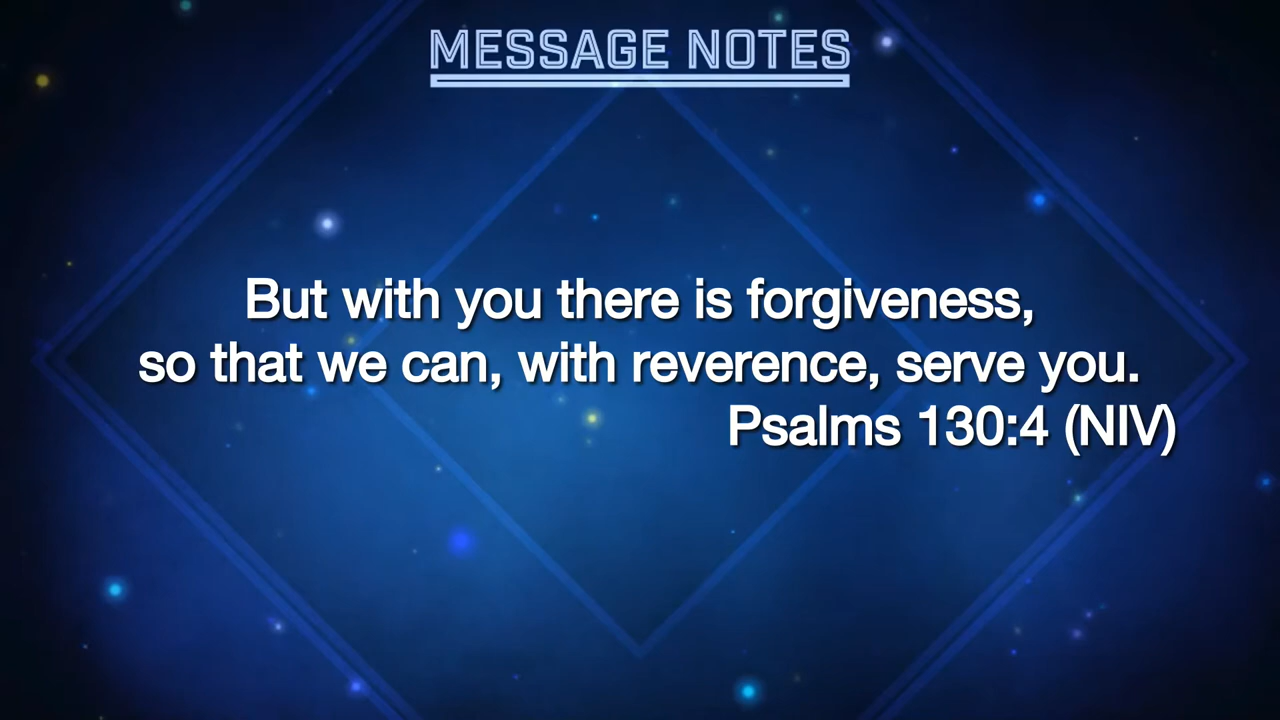 MESSAGE NOTES
But with you there is forgiveness,
so that we can, with reverence, serve you.
Psalms 130:4 (NIV)